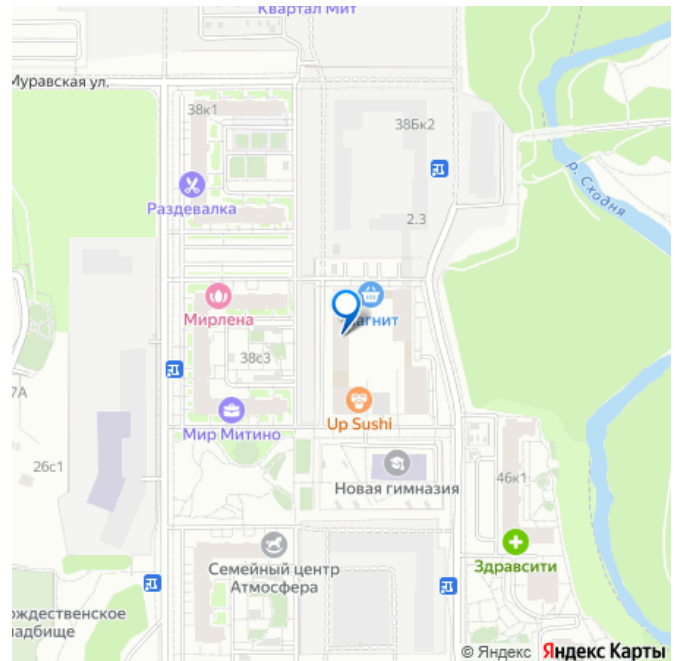 Квартал Мит
Муравская ул.
38к1
38Бк2
р. Сходня
Раздевалка
2.3
Мирлена
агнит
38с3
7А
Up Sushi
Мир Митино
26с1
Новая гимназия
46к1
Семейный центр
Атмосфера
Здравсити
ождественское
адбище
© Яндекс Яндекс Карты